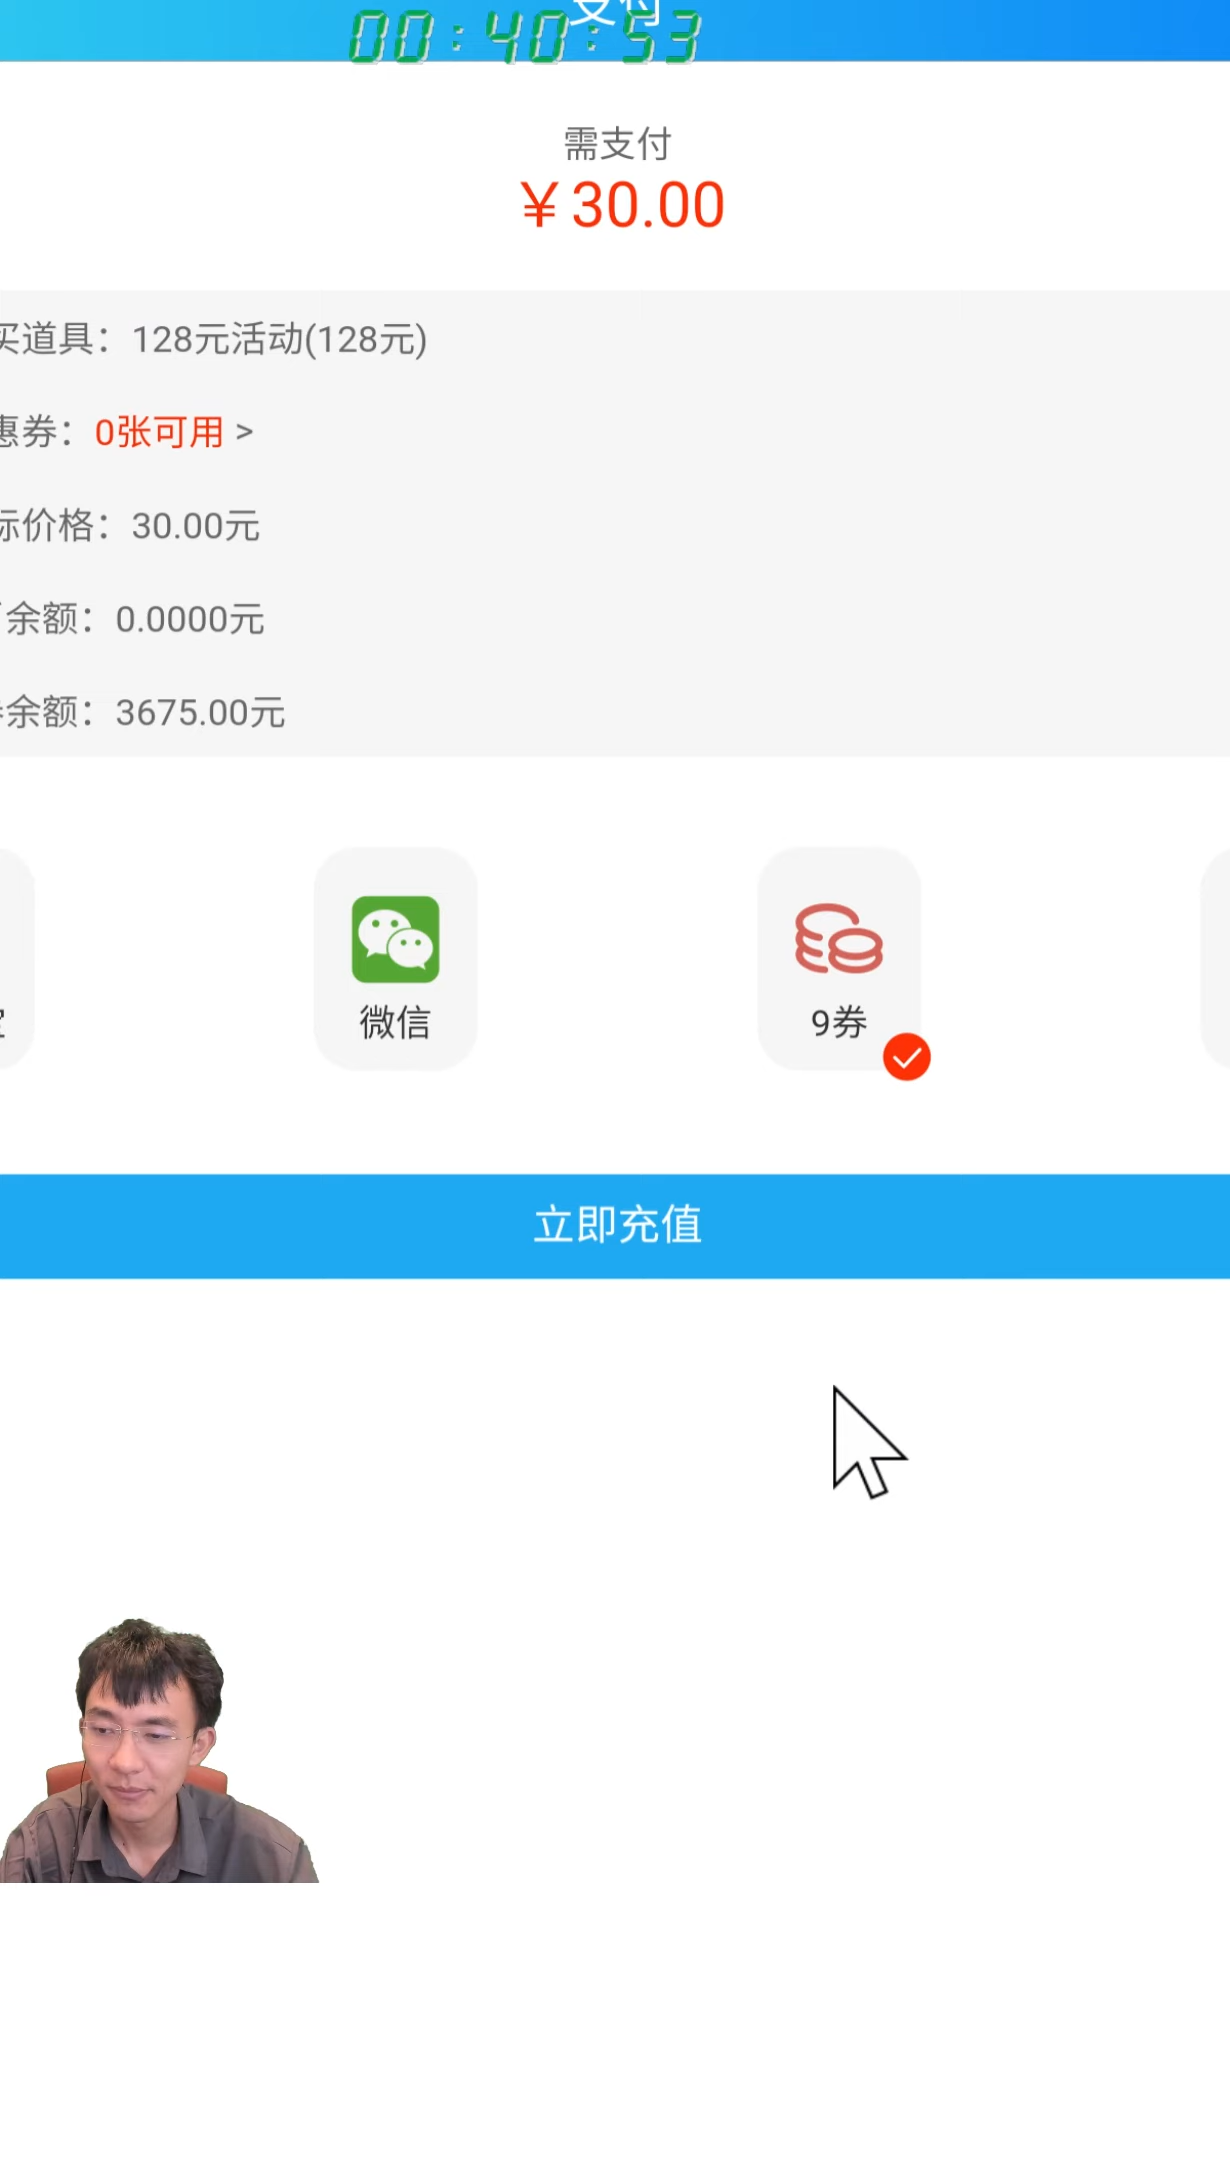 支付
00:40:53
需支付
￥30.00
买道具：128元活动(128元)
惠券：0张可用 >
际价格：30.00元
余额：0.0000元
余额：3675.00元
微信
9券
立即充值